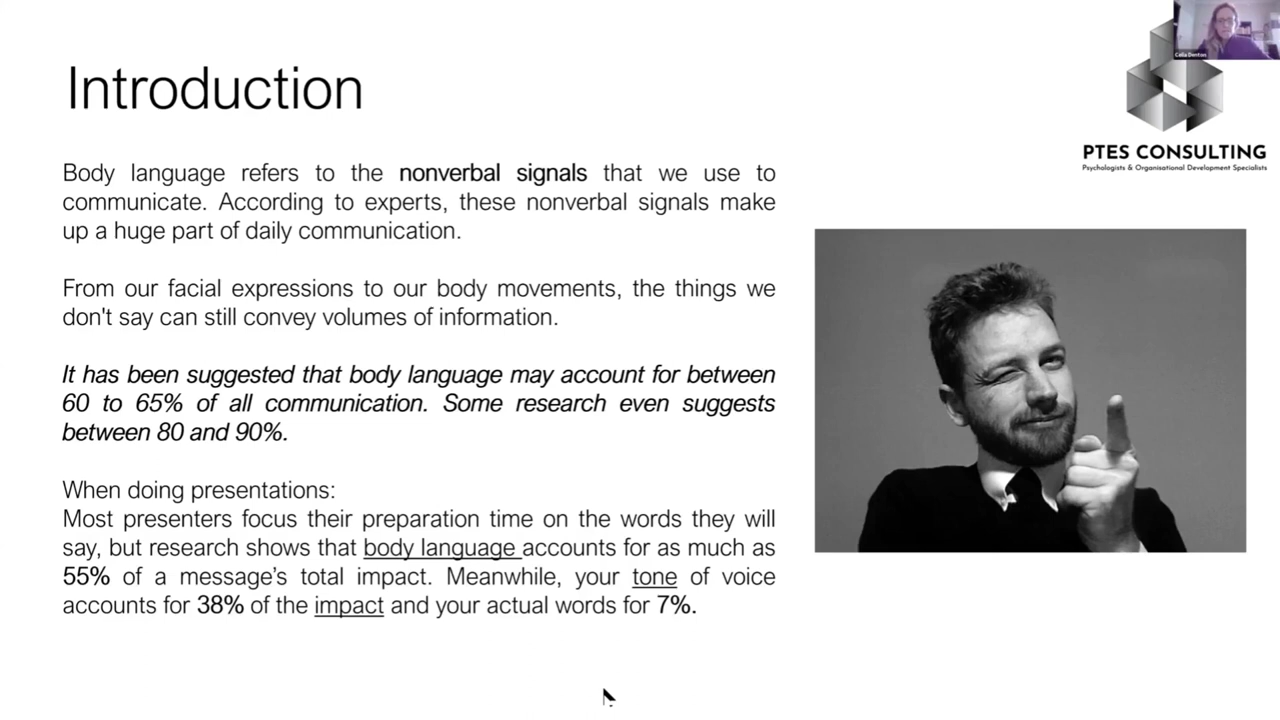 Celia Denton
Introduction
PTES CONSULTING
Psychologists & Organisational Development Specialists
Body language refers to the nonverbal signals that we use to
communicate. According to experts, these nonverbal signals make
up a huge part of daily communication.
From our facial expressions to our body movements, the things we
don't say can still convey volumes of information.
It has been suggested that body language may account for between
60 to 65% of all communication. Some research even suggests
between 80 and 90%.
When doing presentations:
Most presenters focus their preparation time on the words they will
say, but research shows that body language accounts for as much as
55% of a message’s total impact. Meanwhile, your tone of voice
accounts for 38% of the impact and your actual words for 7%.